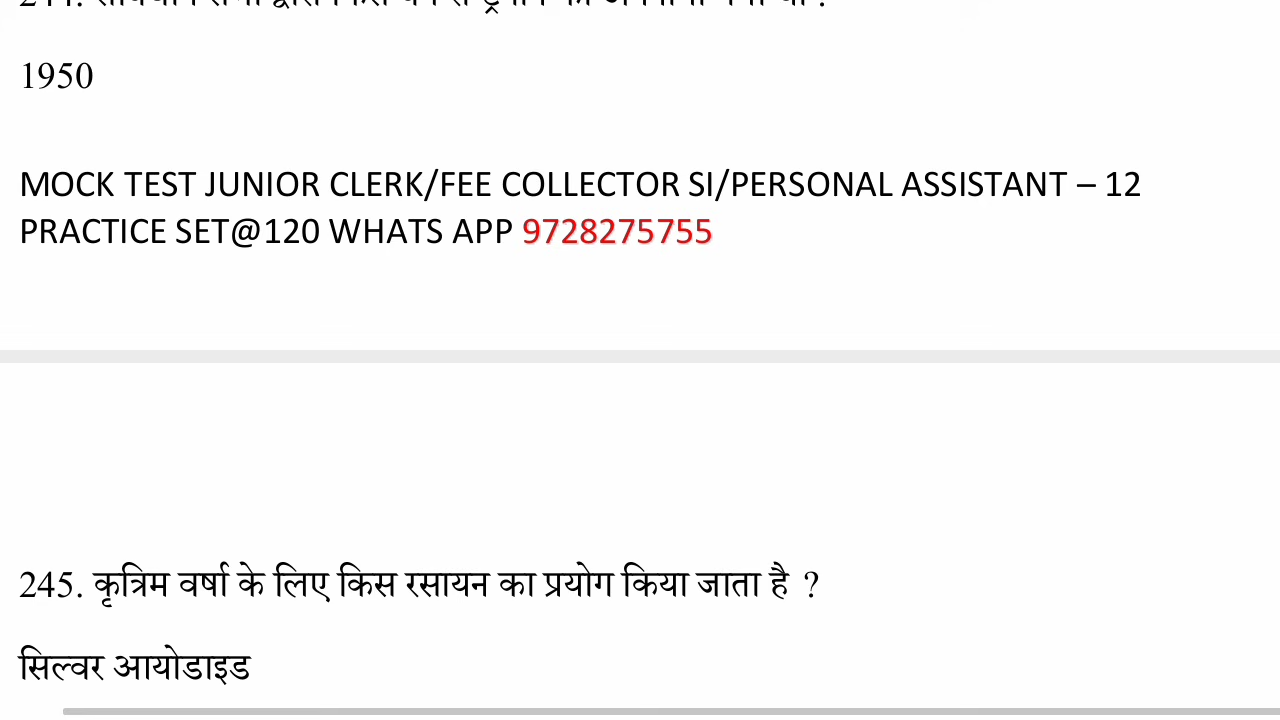 1950
MOCK TEST JUNIOR CLERK/FEE COLLECTOR SI/PERSONAL ASSISTANT – 12
PRACTICE SET@120 WHATS APP 9728275755
245. कृत्रिम वर्षा के लिए किस रसायन का प्रयोग किया जाता है ?
सिल्वर आयोडाइड